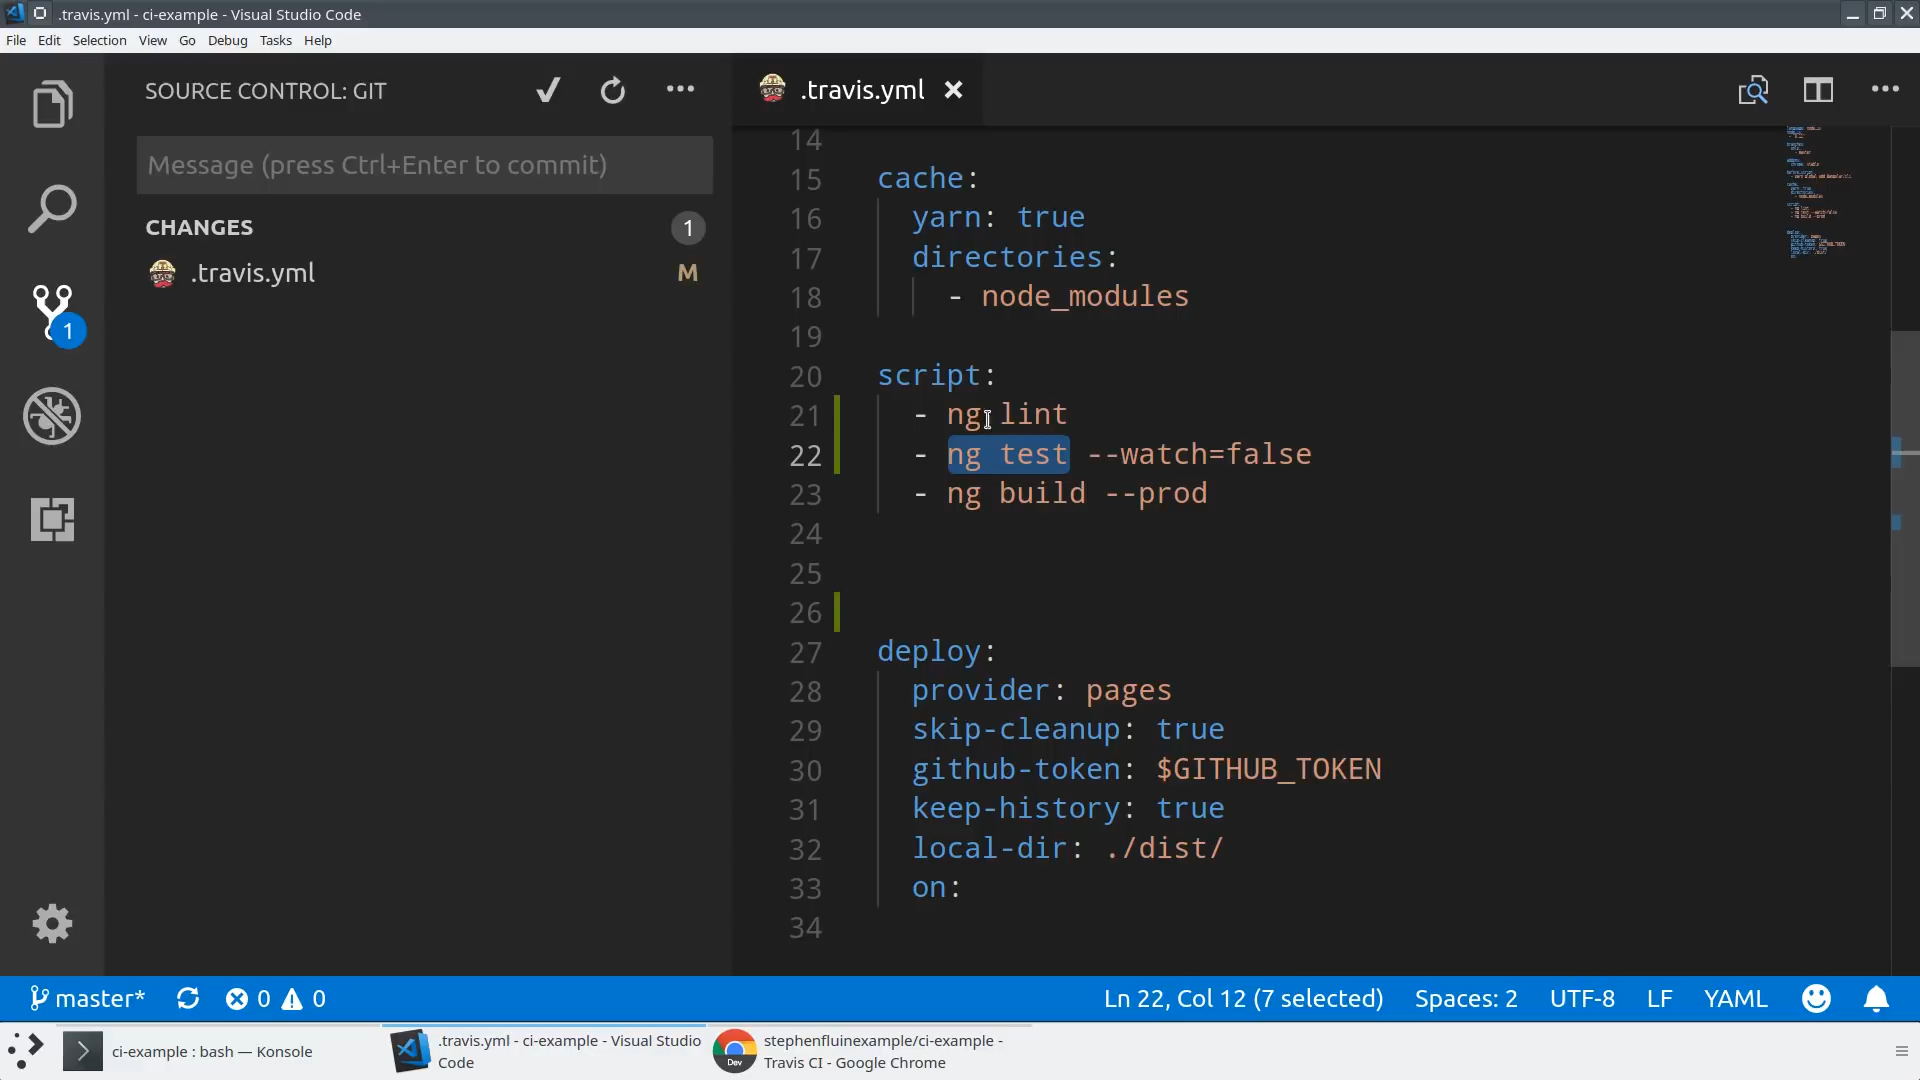 .travis.yml - ci-example - Visual Studio Code
File Edit Selection View Go Debug Tasks Help
SOURCE CONTROL: GIT
Message (press Ctrl+Enter to commit)
CHANGES 1
.travis.yml M
1
.travis.yml
14
15 cache:
16 yarn: true
17 directories:
18 - node_modules
19
20 script:
21 - ng lint
22 - ng test --watch=false
23 - ng build --prod
24
25
26
27 deploy:
28 provider: pages
29 skip-cleanup: true
30 github-token: $GITHUB_TOKEN
31 keep-history: true
32 local-dir: ./dist/
33 on:
34
master* 0 0 Ln 22, Col 12 (7 selected) Spaces: 2 UTF-8 LF YAML
ci-example : bash — Konsole
.travis.yml - ci-example - Visual Studio
Code
Dev
stephenfluinexample/ci-example -
Travis CI - Google Chrome